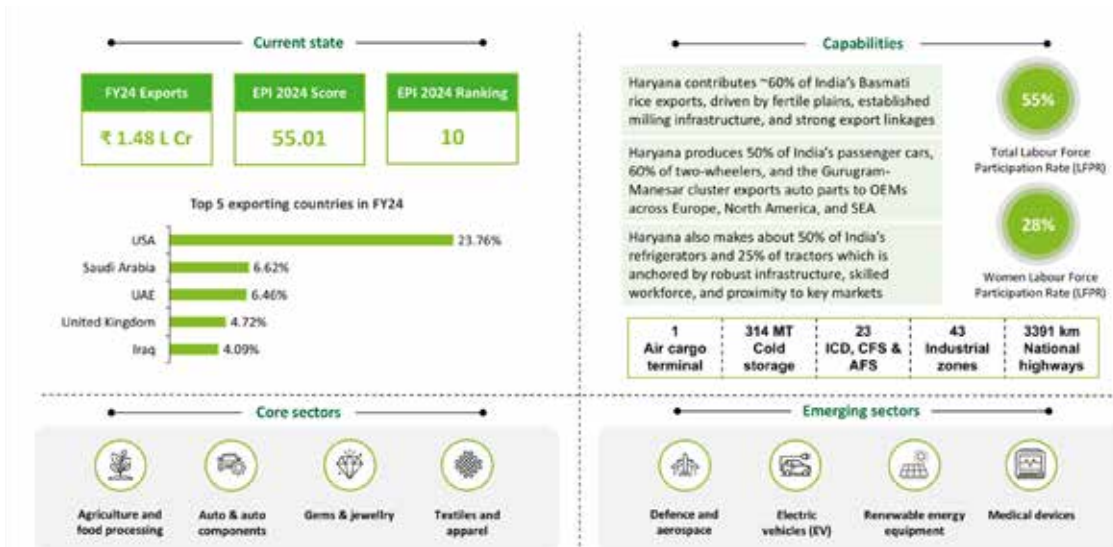 Current state
FY24 Exports
₹ 1.48 L Cr
EPI 2024 Score
55.01
EPI 2024 Ranking
10
Top 5 exporting countries in FY24
USA 23.76%
Saudi Arabia 6.62%
UAE 6.46%
United Kingdom 4.72%
Iraq 4.09%
Capabilities
Haryana contributes ~60% of India's Basmati
rice exports, driven by fertile plains, established
milling infrastructure, and strong export linkages
Haryana produces 50% of India's passenger cars,
60% of two-wheelers, and the Gurugram-
Manesar cluster exports auto parts to OEMs
across Europe, North America, and SEA
Haryana also makes about 50% of India's
refrigerators and 25% of tractors which is
anchored by robust infrastructure, skilled
workforce, and proximity to key markets
55%
Total Labour Force
Participation Rate (LFPR)
28%
Women Labour Force
Participation Rate (LFPR)
1
Air cargo
terminal
314 MT
Cold
storage
23
ICD, CFS &
AFS
43
Industrial
zones
3391 km
National
highways
Core sectors
Agriculture and
food processing
Auto & auto
components
Gems & jewellry
Textiles and
apparel
Emerging sectors
Defence and
aerospace
Electric
vehicles (EV)
Renewable energy
equipment
Medical devices